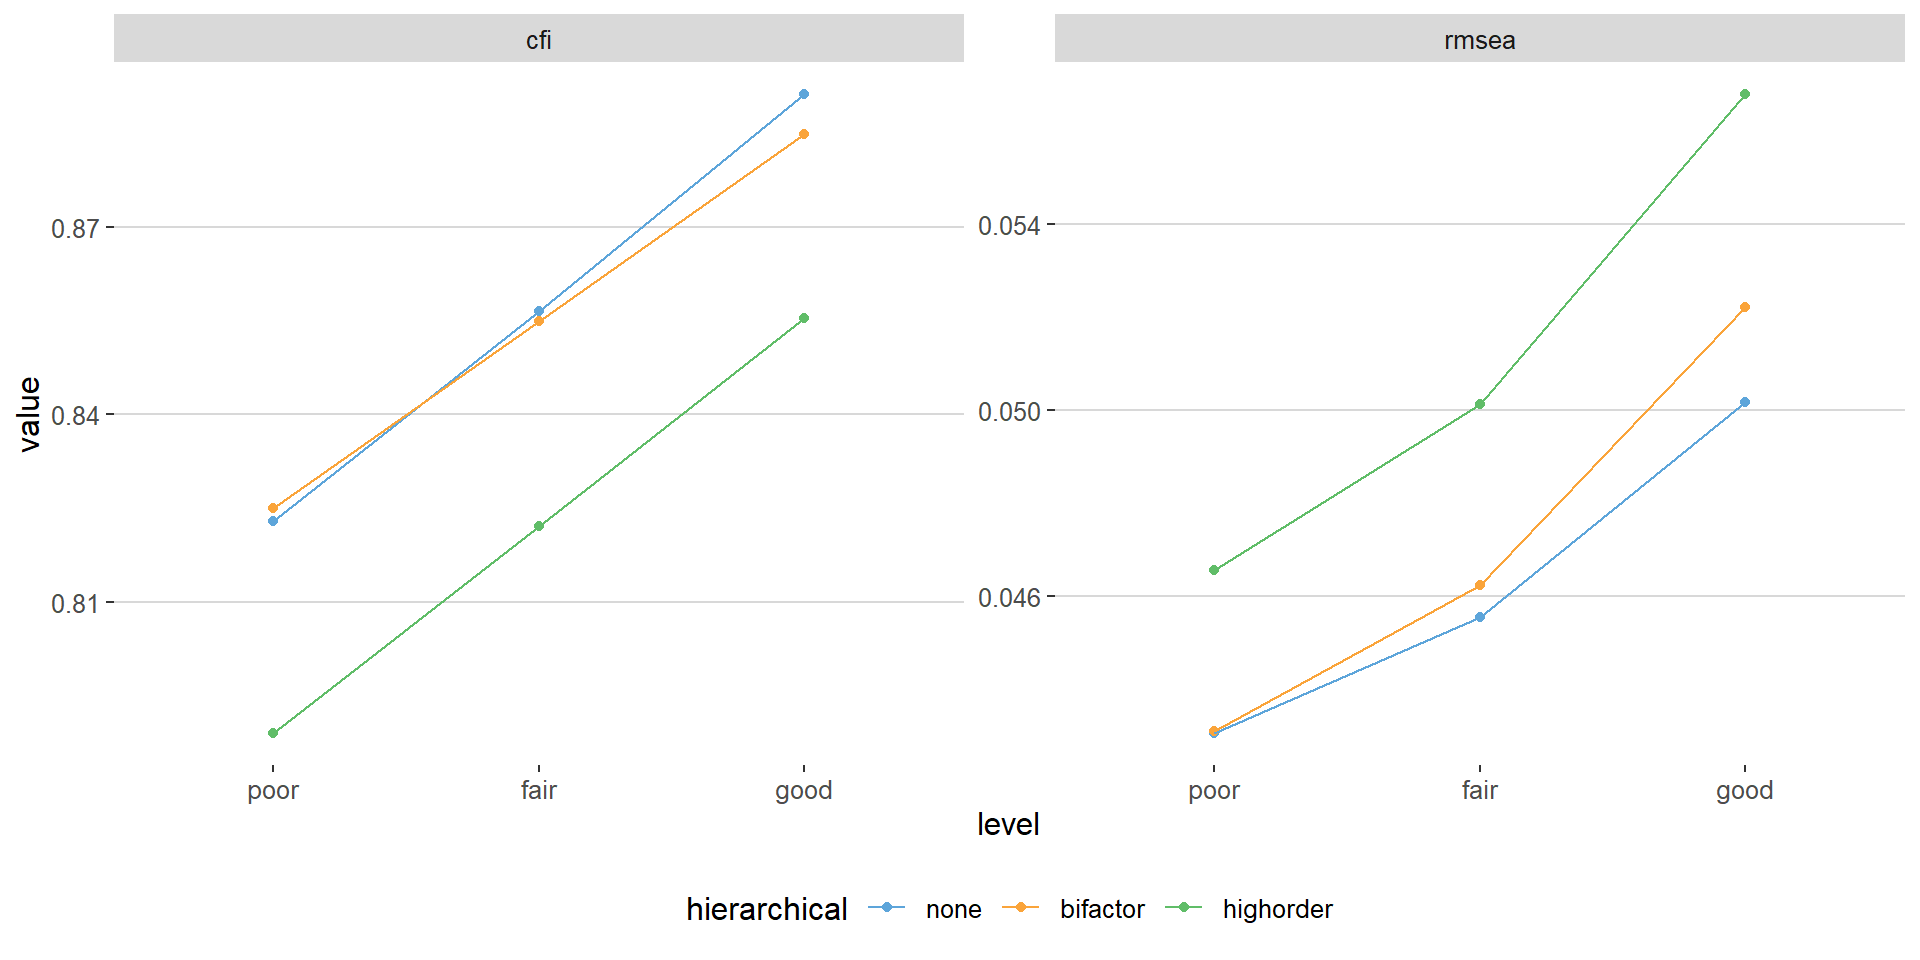 cfi
rmsea
value
0.87
0.84
0.81
0.054
0.050
0.046
poor fair good
poor fair good
level
hierarchical none bifactor highorder